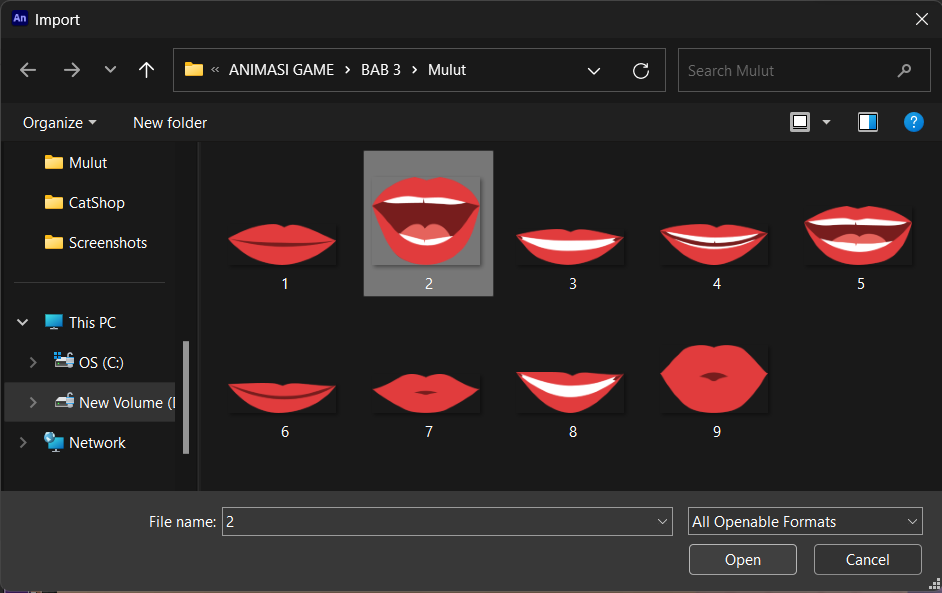 An Import
« ANIMASI GAME › BAB 3 › Mulut
Search Mulut
Organize
New folder
?
Mulut
CatShop
Screenshots
This PC
OS (C:)
New Volume (
Network
1
2
3
4
5
6
7
8
9
File name: 2
All Openable Formats
Open
Cancel